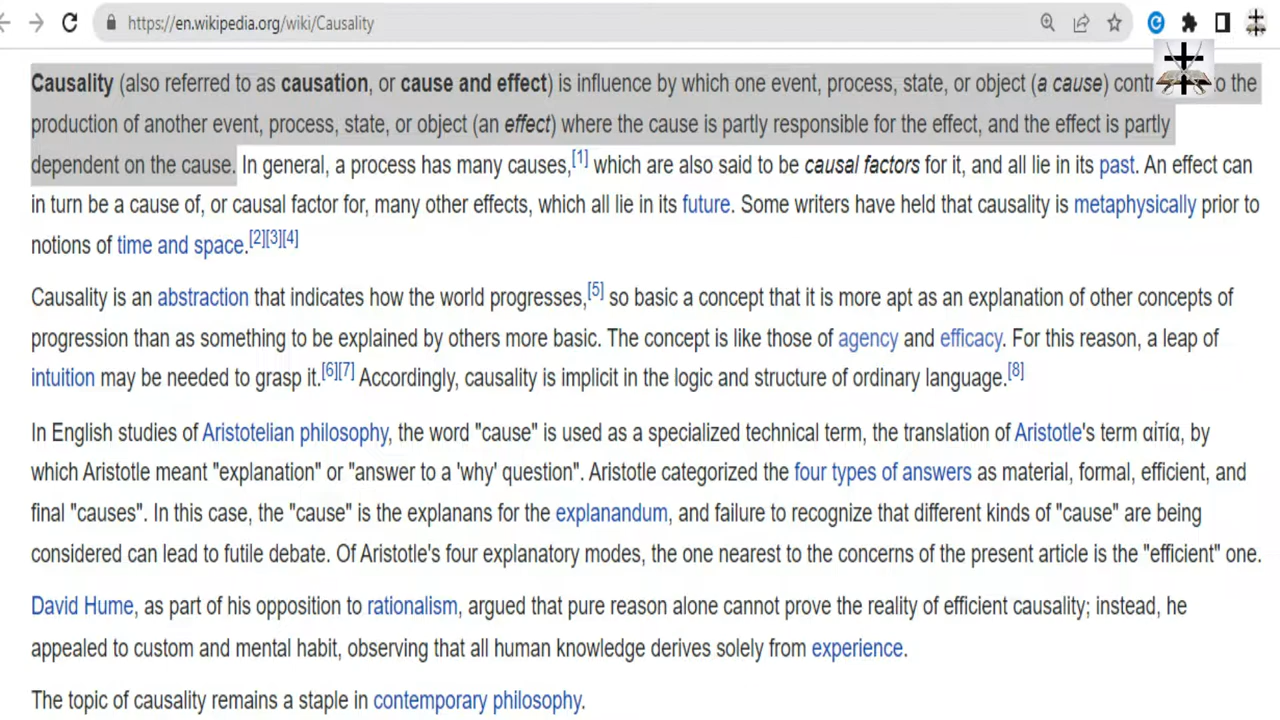 https://en.wikipedia.org/wiki/Causality
Causality (also referred to as causation, or cause and effect) is influence by which one event, process, state, or object (a cause) cont o the
production of another event, process, state, or object (an effect) where the cause is partly responsible for the effect, and the effect is partly
dependent on the cause. In general, a process has many causes,[1] which are also said to be causal factors for it, and all lie in its past. An effect can
in turn be a cause of, or causal factor for, many other effects, which all lie in its future. Some writers have held that causality is metaphysically prior to
notions of time and space.[2][3][4]
Causality is an abstraction that indicates how the world progresses,[5] so basic a concept that it is more apt as an explanation of other concepts of
progression than as something to be explained by others more basic. The concept is like those of agency and efficacy. For this reason, a leap of
intuition may be needed to grasp it.[6][7] Accordingly, causality is implicit in the logic and structure of ordinary language.[8]
In English studies of Aristotelian philosophy, the word "cause" is used as a specialized technical term, the translation of Aristotle's term αἰτία, by
which Aristotle meant "explanation" or "answer to a 'why' question". Aristotle categorized the four types of answers as material, formal, efficient, and
final "causes". In this case, the "cause" is the explanans for the explanandum, and failure to recognize that different kinds of "cause" are being
considered can lead to futile debate. Of Aristotle's four explanatory modes, the one nearest to the concerns of the present article is the "efficient" one.
David Hume, as part of his opposition to rationalism, argued that pure reason alone cannot prove the reality of efficient causality; instead, he
appealed to custom and mental habit, observing that all human knowledge derives solely from experience.
The topic of causality remains a staple in contemporary philosophy.